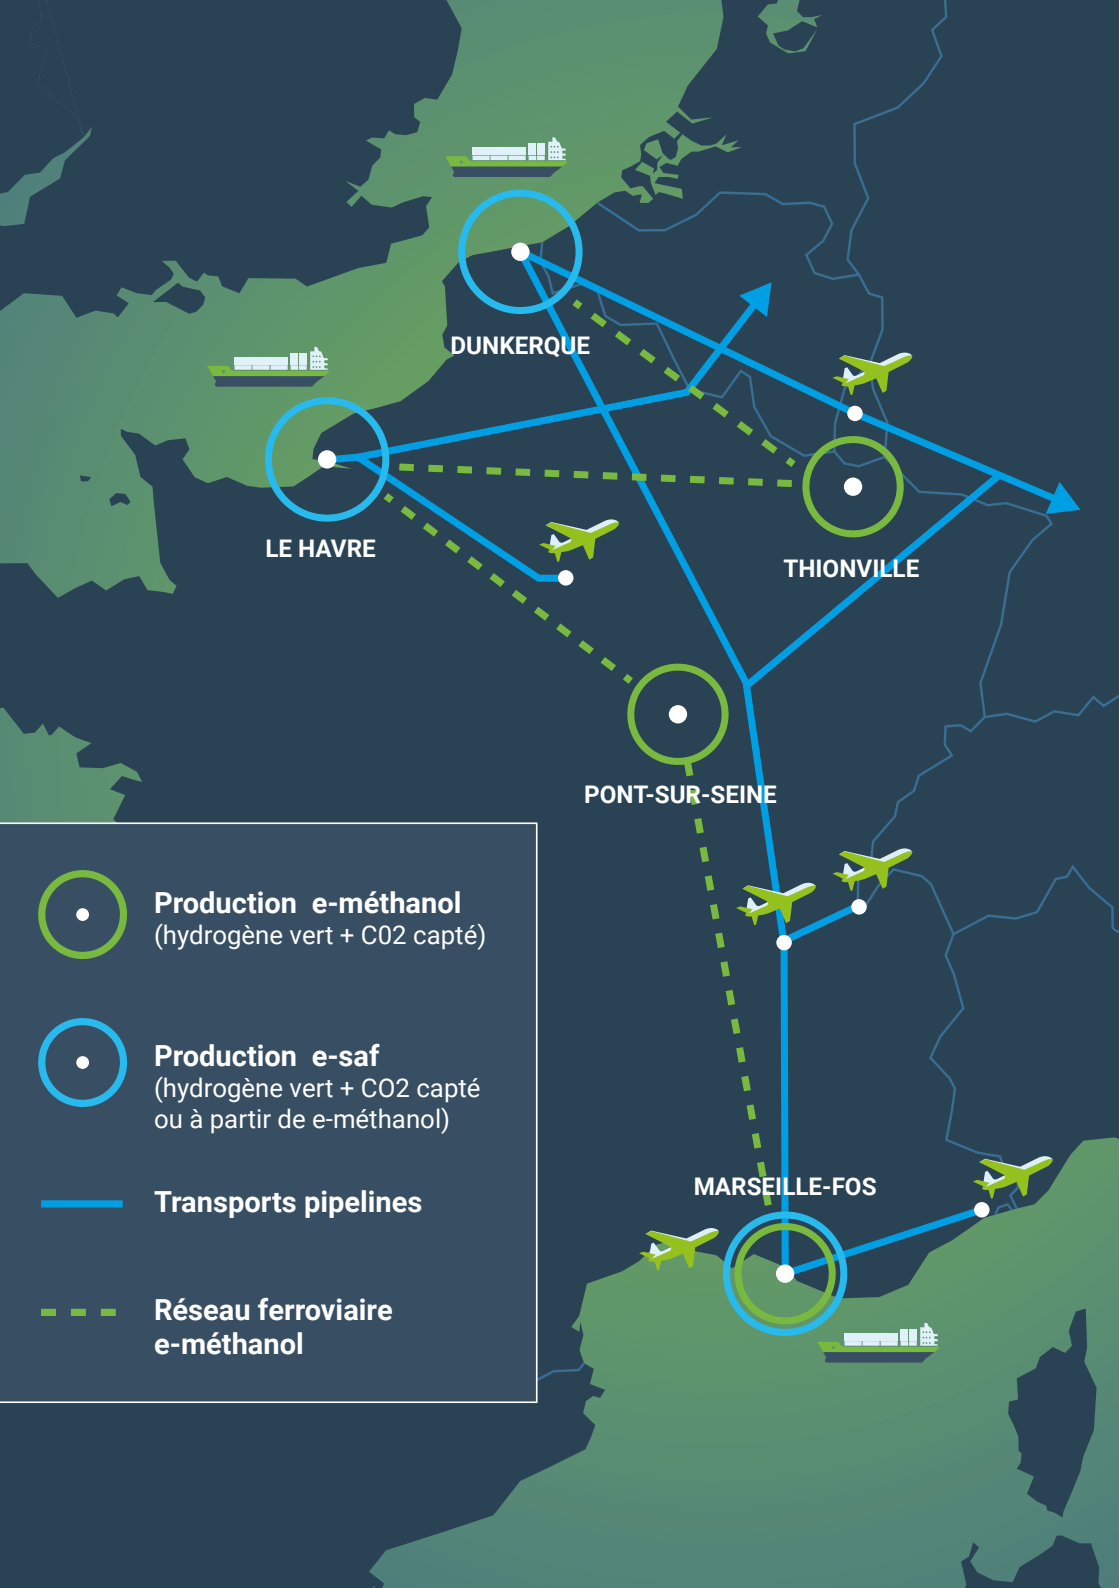 DUNKERQUE
LE HAVRE
THIONVILLE
PONT-SUR-SEINE
Production e-méthanol
(hydrogène vert + C02 capté)
Production e-saf
(hydrogène vert + CO2 capté
ou à partir de e-méthanol)
Transports pipelines
MARSEILLE-FOS
Réseau ferroviaire
e-méthanol